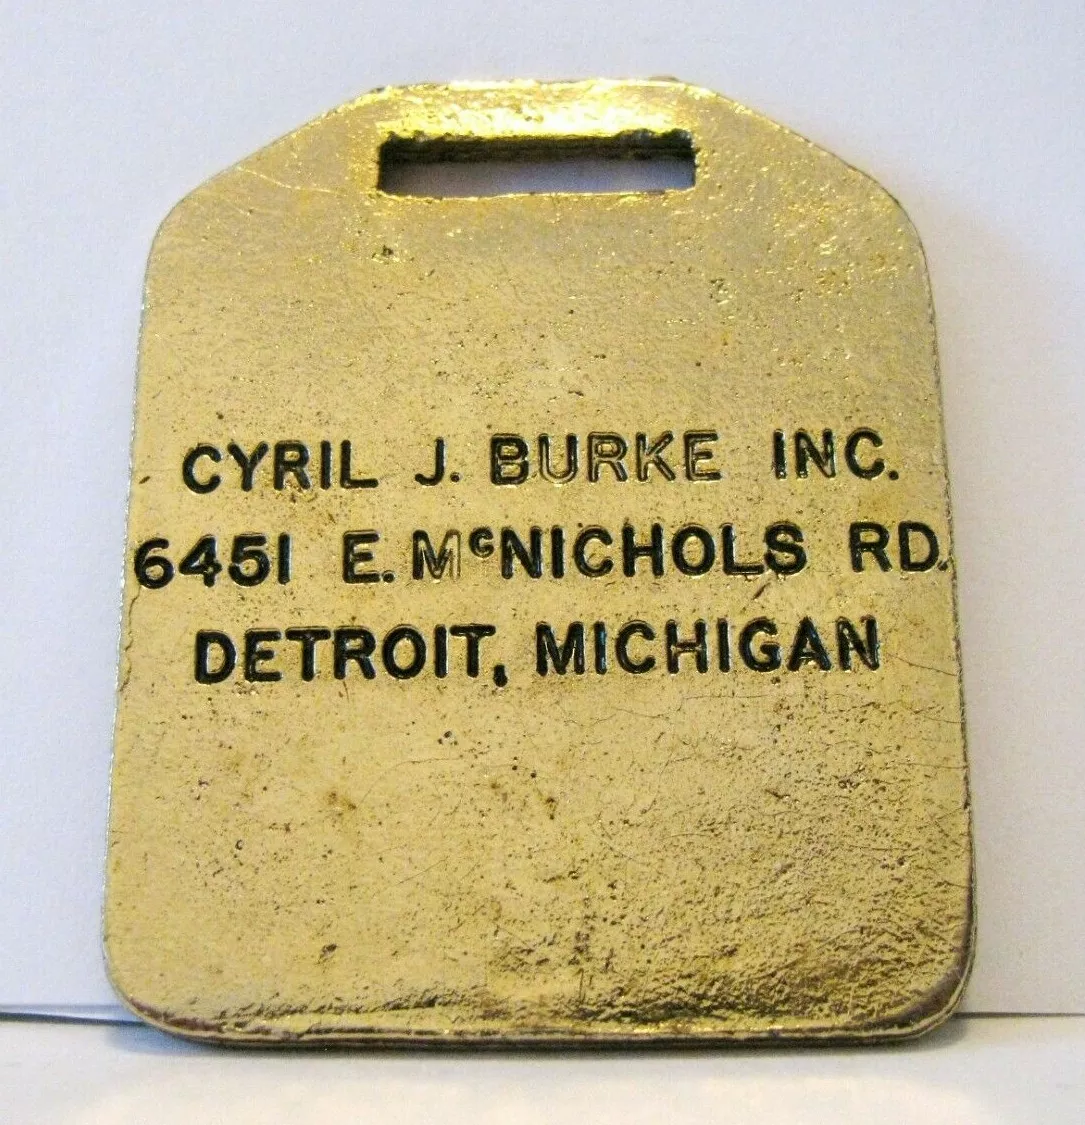 CYRIL J. BURKE INC.
6451 E. McNICHOLS RD.
DETROIT, MICHIGAN